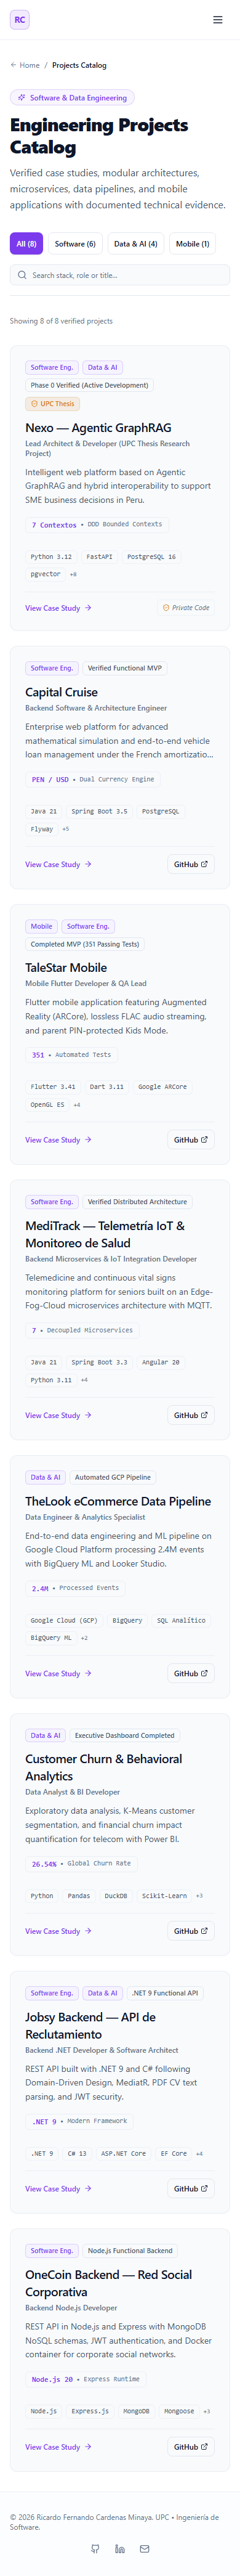 RC
Home / Projects Catalog
Software & Data Engineering
Engineering Projects
Catalog
Verified case studies, modular architectures,
microservices, data pipelines, and mobile
applications with documented technical evidence.
All (8) Software (6) Data & AI (4) Mobile (1)
Search stack, role or title...
Showing 8 of 8 verified projects
Software Eng. Data & AI
Phase 0 Verified (Active Development)
UPC Thesis
Nexo — Agentic GraphRAG
Lead Architect & Developer (UPC Thesis Research
Project)
Intelligent web platform based on Agentic
GraphRAG and hybrid interoperability to support
SME business decisions in Peru.
7 Contextos • DDD Bounded Contexts
Python 3.12 FastAPI PostgreSQL 16
pgvector +8
View Case Study → Private Code
Software Eng. Verified Functional MVP
Capital Cruise
Backend Software & Architecture Engineer
Enterprise web platform for advanced
mathematical simulation and end-to-end vehicle
loan management under the French amortizatio...
PEN / USD • Dual Currency Engine
Java 21 Spring Boot 3.5 PostgreSQL
Flyway +5
View Case Study → GitHub
Mobile Software Eng.
Completed MVP (351 Passing Tests)
TaleStar Mobile
Mobile Flutter Developer & QA Lead
Flutter mobile application featuring Augmented
Reality (ARCore), lossless FLAC audio streaming,
and parent PIN-protected Kids Mode.
351 • Automated Tests
Flutter 3.41 Dart 3.11 Google ARCore
OpenGL ES +4
View Case Study → GitHub
Software Eng. Verified Distributed Architecture
MediTrack — Telemetría IoT &
Monitoreo de Salud
Backend Microservices & IoT Integration Developer
Telemedicine and continuous vital signs
monitoring platform for seniors built on an Edge-
Fog-Cloud microservices architecture with MQTT.
7 • Decoupled Microservices
Java 21 Spring Boot 3.3 Angular 20
Python 3.11 +4
View Case Study → GitHub
Data & AI Automated GCP Pipeline
TheLook eCommerce Data Pipeline
Data Engineer & Analytics Specialist
End-to-end data engineering and ML pipeline on
Google Cloud Platform processing 2.4M events
with BigQuery ML and Looker Studio.
2.4M • Processed Events
Google Cloud (GCP) BigQuery SQL Analítico
BigQuery ML +2
View Case Study → GitHub
Data & AI Executive Dashboard Completed
Customer Churn & Behavioral
Analytics
Data Analyst & BI Developer
Exploratory data analysis, K-Means customer
segmentation, and financial churn impact
quantification for telecom with Power BI.
26.54% • Global Churn Rate
Python Pandas DuckDB Scikit-Learn +3
View Case Study → GitHub
Software Eng. Data & AI .NET 9 Functional API
Jobsy Backend — API de
Reclutamiento
Backend .NET Developer & Software Architect
REST API built with .NET 9 and C# following
Domain-Driven Design, MediatR, PDF CV text
parsing, and JWT security.
.NET 9 • Modern Framework
.NET 9 C# 13 ASP.NET Core EF Core +4
View Case Study → GitHub
Software Eng. Node.js Functional Backend
OneCoin Backend — Red Social
Corporativa
Backend Node.js Developer
REST API in Node.js and Express with MongoDB
NoSQL schemas, JWT authentication, and Docker
container for corporate social networks.
Node.js 20 • Express Runtime
Node.js Express.js MongoDB Mongoose +3
View Case Study → GitHub
© 2026 Ricardo Fernando Cardenas Minaya. UPC • Ingeniería de
Software.